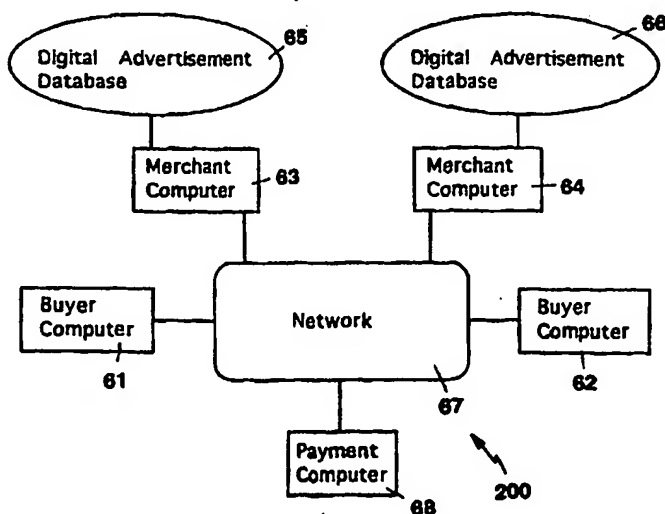 65
Digital Advertisement
Database
66
Digital Advertisement
Database
Merchant
Computer
63
Merchant
Computer
64
Buyer
Computer
61
Network
67
Buyer
Computer
62
Payment
Computer
68
200